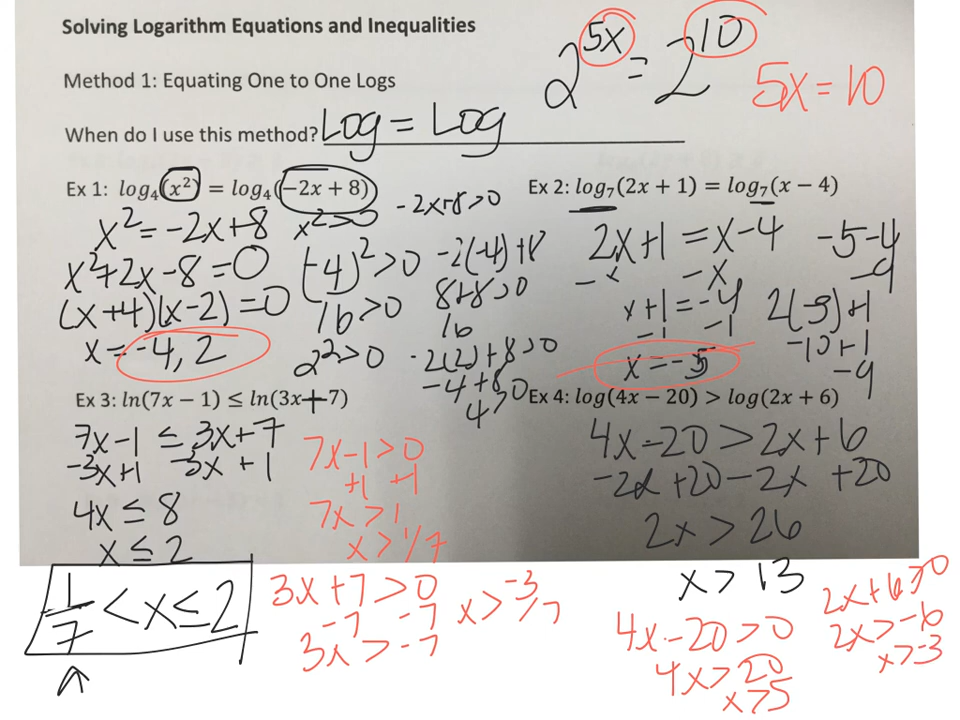 Solving Logarithm Equations and Inequalities
2^{5x} = 2^{10}
5x = 10
Method 1: Equating One to One Logs
When do I use this method? Log = Log
Ex 1: log₄(x²) = log₄(−2x + 8)
x² = -2x+8
x²+2x-8=0
(x+4)(x-2)=0
x = -4, 2
x²>0
(-4)²>0
16>0
2²>0
-2x+8>0
-2(-4)+8
8+8>0
16
-2(2)+8>0
-4+8>0
4>0
Ex 2: log₇(2x + 1) = log₇(x − 4)
2x+1 = x-4
-x -x
x+1 = -4
-1 -1
x = -5
-5-4
-9
2(-5)+1
-10+1
-9
Ex 3: ln(7x − 1) ≤ ln(3x + 7)
7x-1 ≤ 3x+7
-3x+1 -3x +1
4x ≤ 8
x ≤ 2
1/7 < x ≤ 2
7x-1>0
+1 +1
7x>1
x > 1/7
3x+7>0
-7 -7
3x > -7
x > -3/7
Ex 4: log(4x − 20) > log(2x + 6)
4x-20 > 2x+6
-2x +20 -2x +20
2x > 26
x > 13
4x-20>0
4x>20
x>5
2x+6>0
2x>-6
x>-3